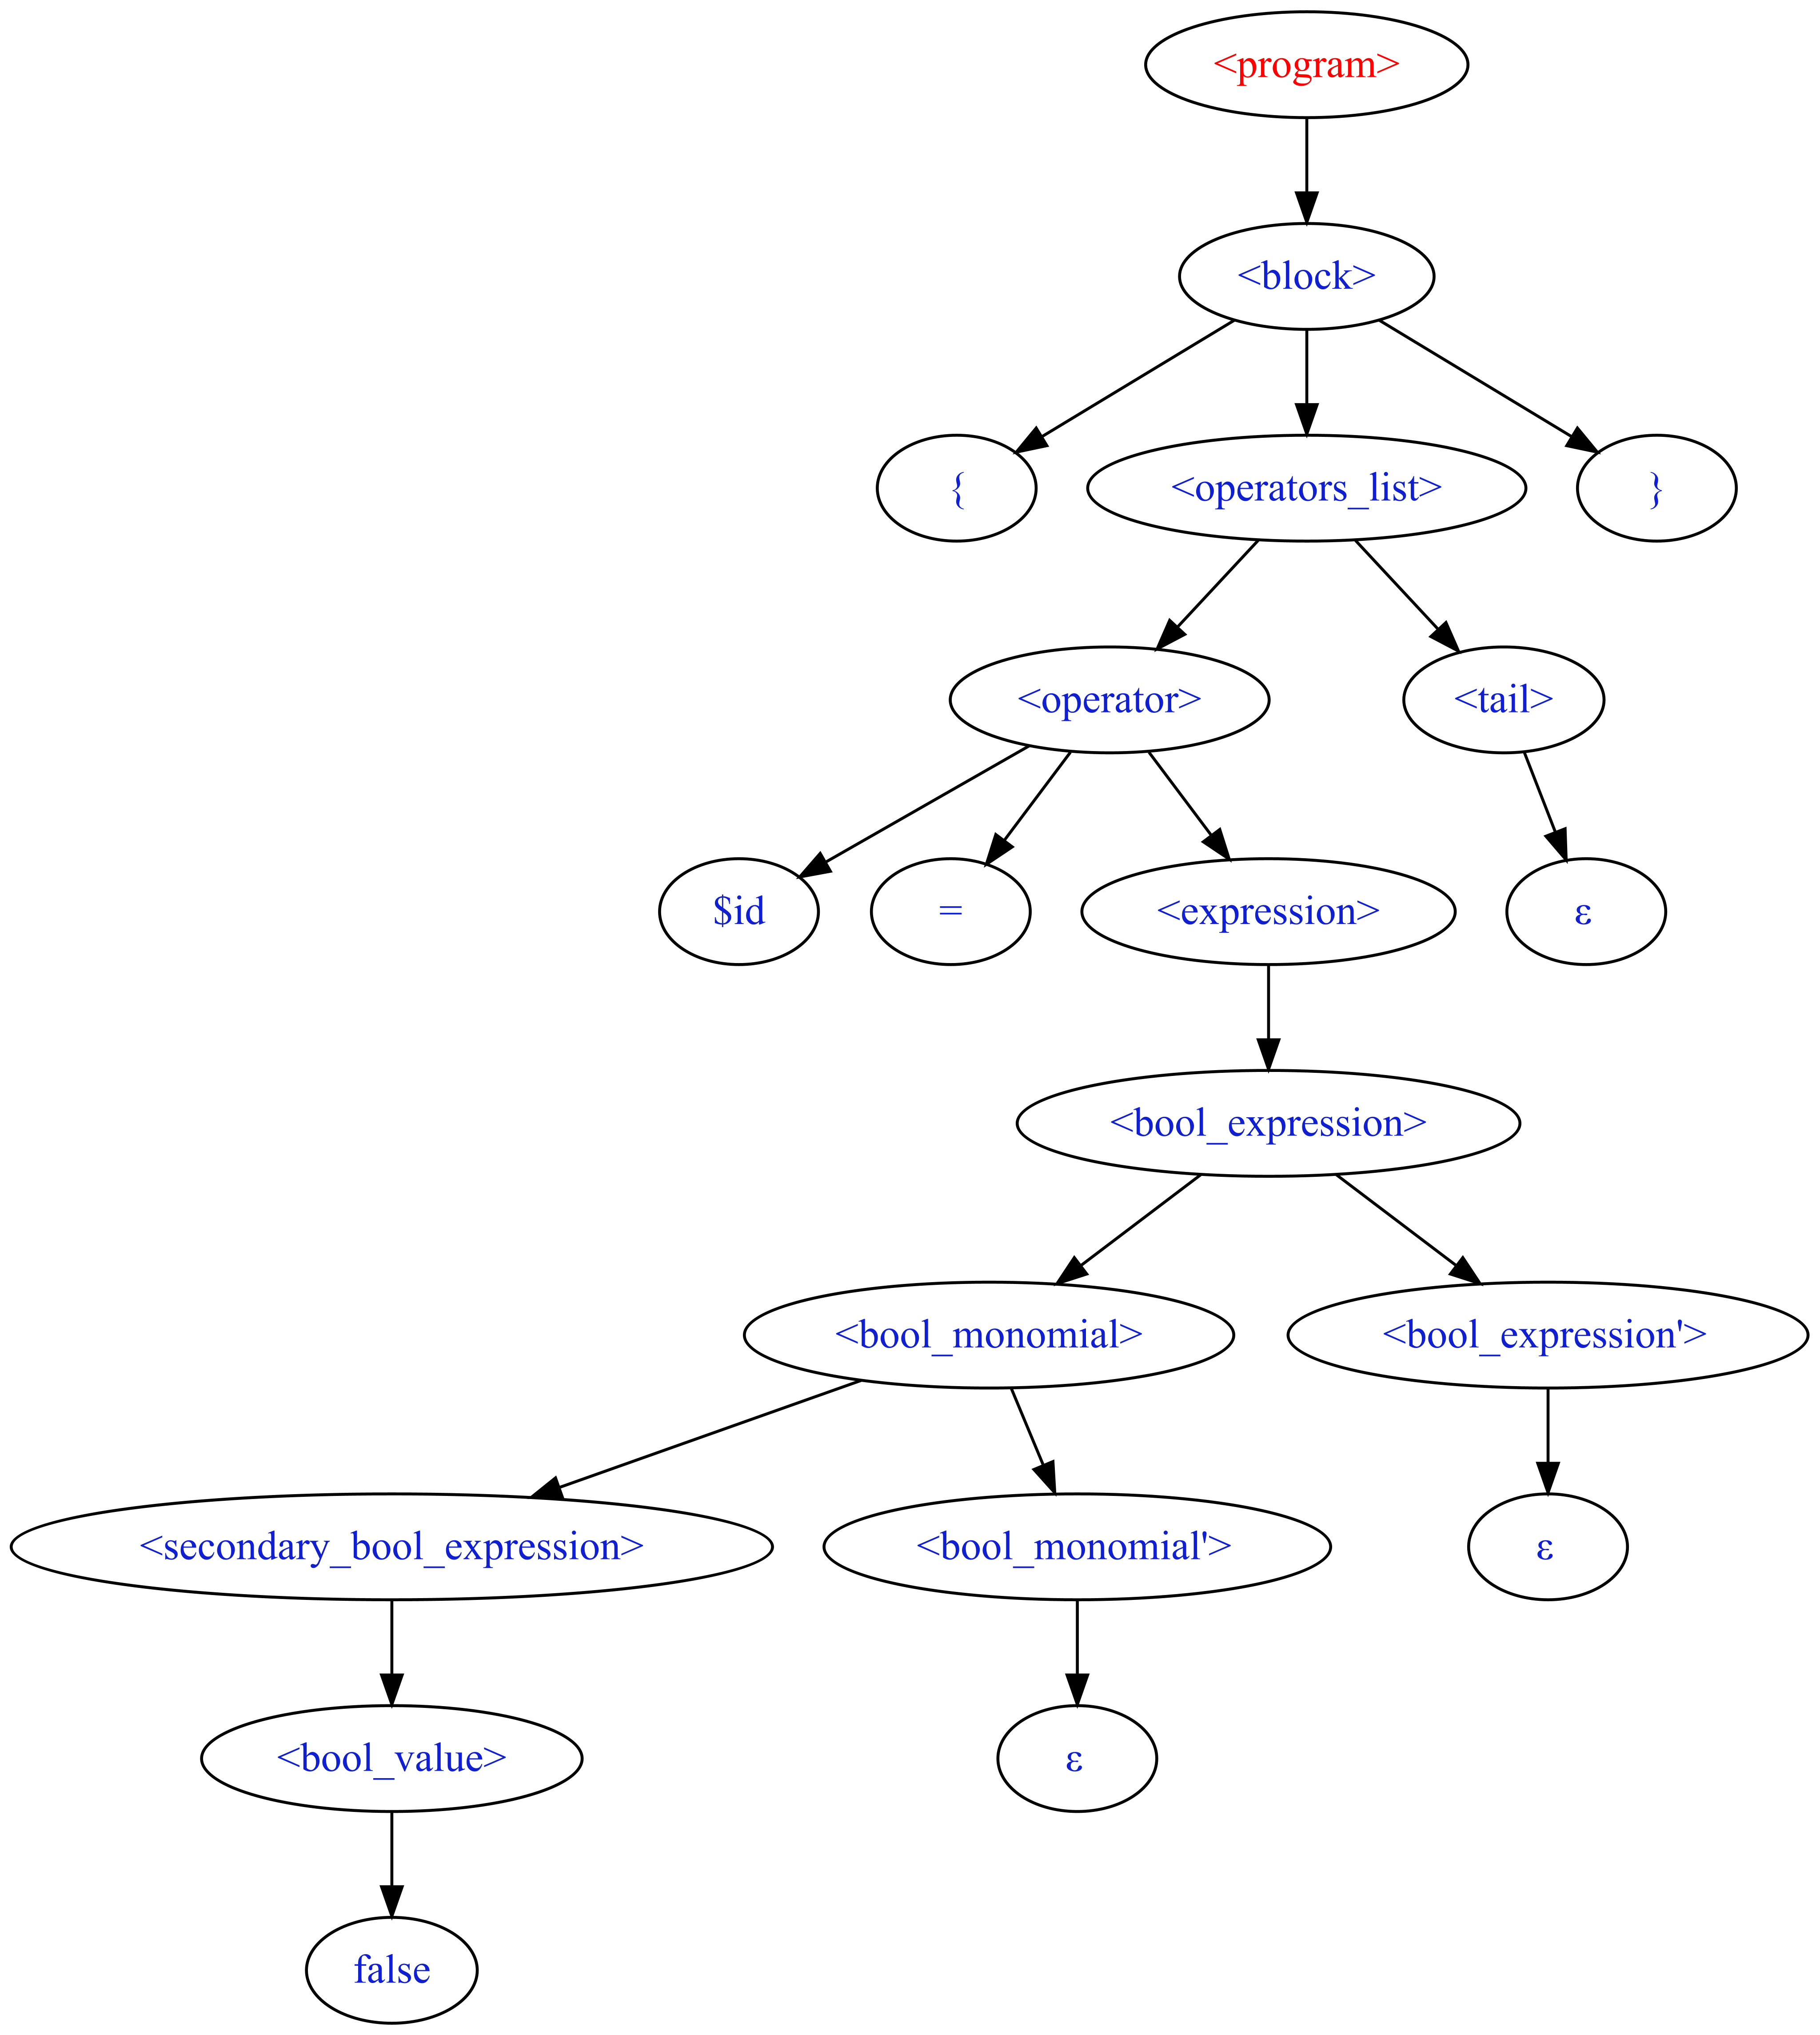 <program>
<block>
{
<operators_list>
}
<operator>
<tail>
$id
=
<expression>
ε
<bool_expression>
<bool_monomial>
<bool_expression'>
<secondary_bool_expression>
<bool_monomial'>
ε
<bool_value>
ε
false